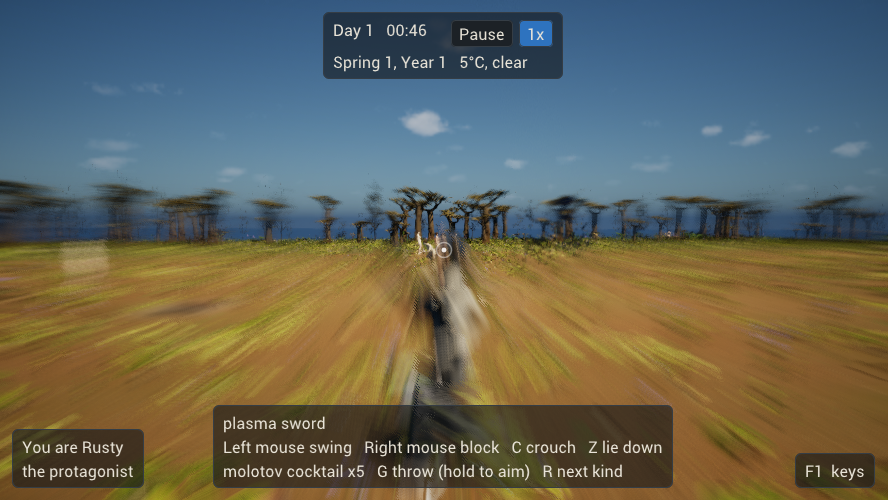 Day 1 00:46 Pause 1x
Spring 1, Year 1 5°C, clear
plasma sword
Left mouse swing Right mouse block C crouch Z lie down
molotov cocktail x5 G throw (hold to aim) R next kind
You are Rusty
the protagonist
F1 keys